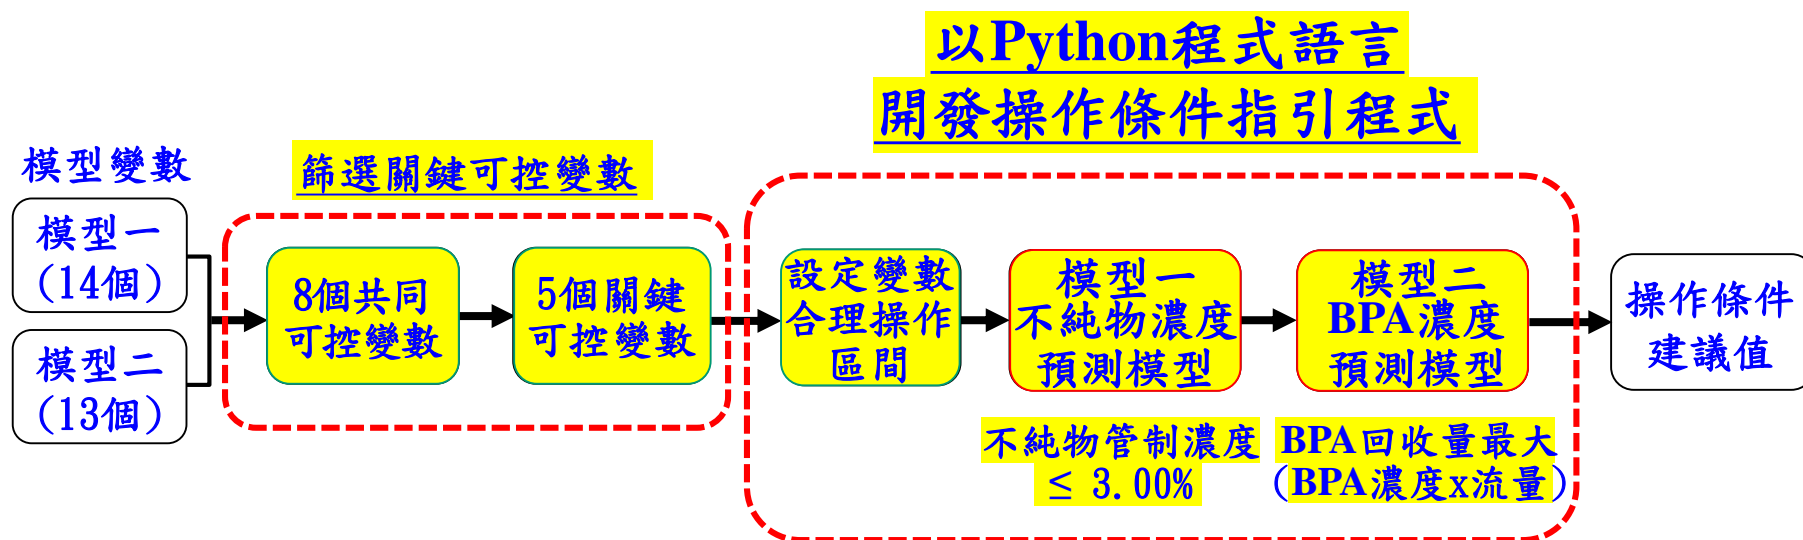 以Python程式語言
開發操作條件指引程式
模型變數
篩選關鍵可控變數
模型一
(14個)
模型二
(13個)
8個共同
可控變數
5個關鍵
可控變數
設定變數
合理操作
區間
模型一
不純物濃度
預測模型
模型二
BPA濃度
預測模型
操作條件
建議值
不純物管制濃度
≤ 3.00%
BPA回收量最大
(BPA濃度x流量)